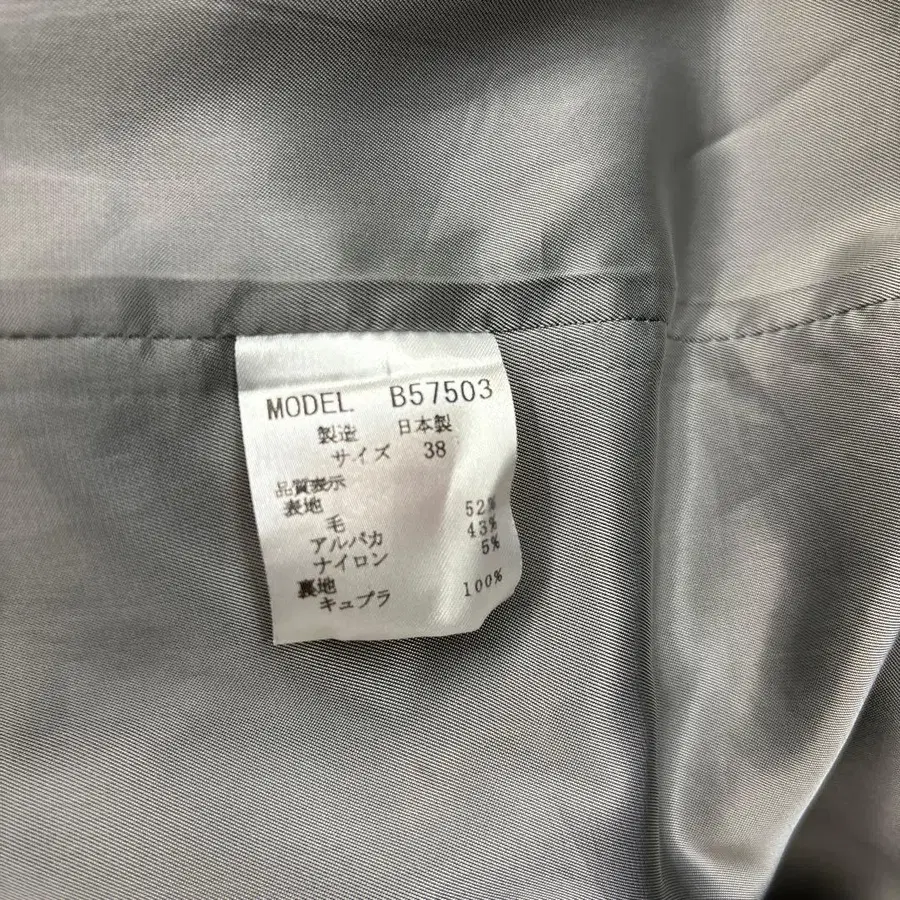 MODEL B57503
製造 日本製
サイズ 38
品質表示
表地
毛 52%
アルパカ 43%
ナイロン 5%
裏地
キュプラ 100%